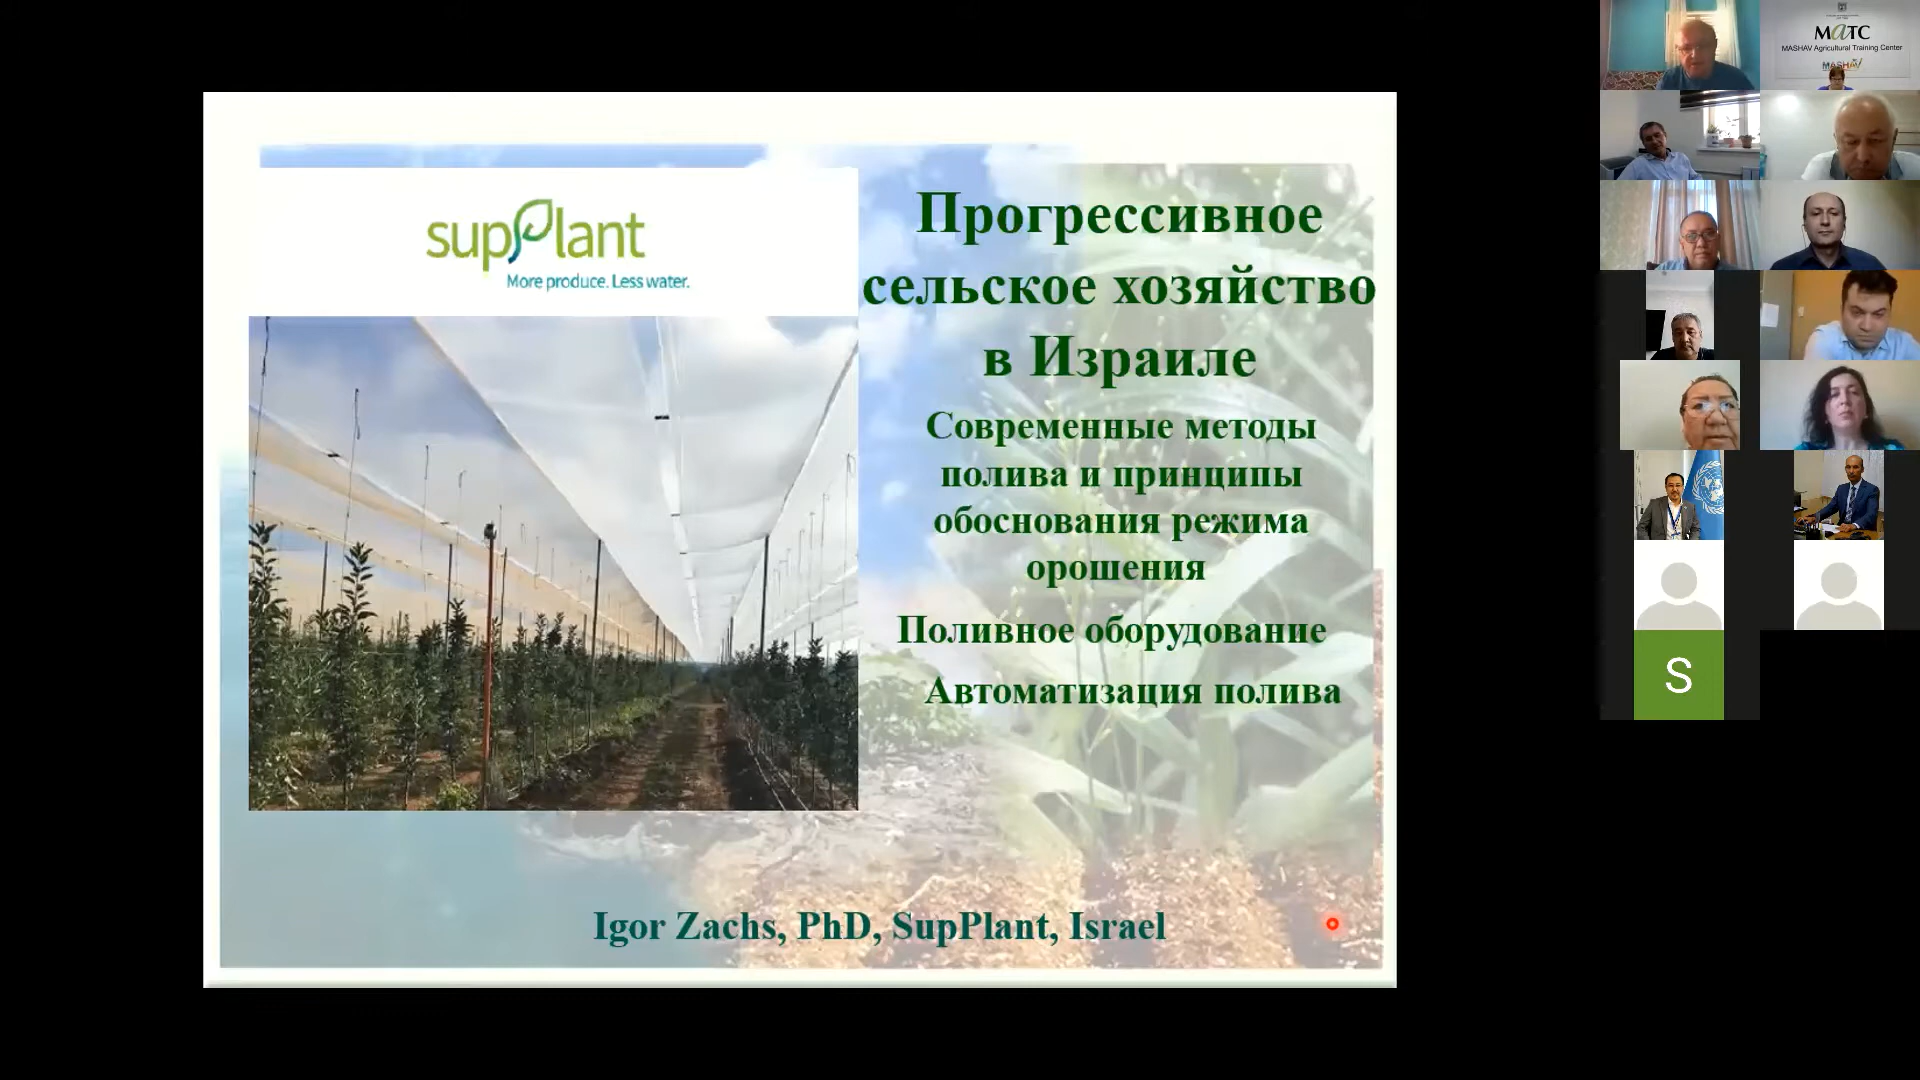 supPlant
More produce. Less water.
Прогрессивное
сельское хозяйство
в Израиле
Современные методы
полива и принципы
обоснования режима
орошения
Поливное оборудование
Автоматизация полива
Igor Zachs, PhD, SupPlant, Israel
MaTC
MASHAV Agricultural Training Center
MASHAV
S